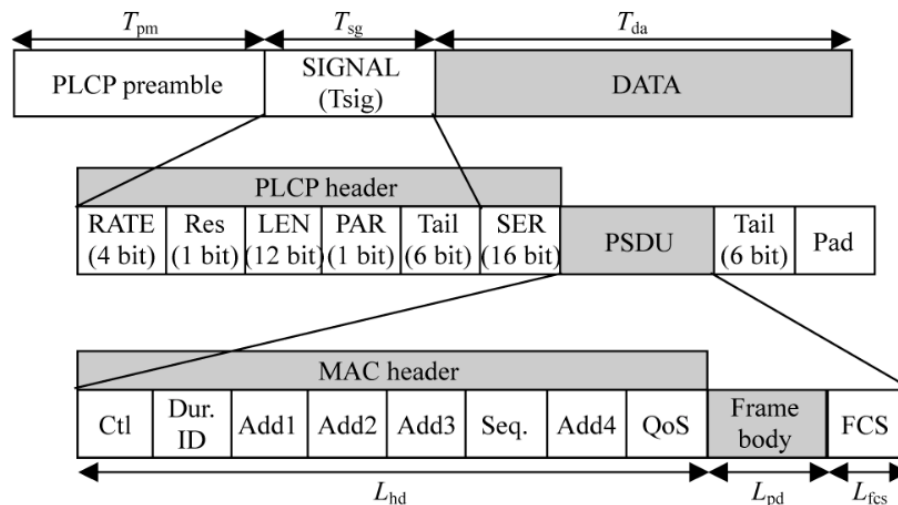 T_pm T_sg T_da
PLCP preamble
SIGNAL
(Tsig)
DATA
PLCP header
RATE
(4 bit)
Res
(1 bit)
LEN
(12 bit)
PAR
(1 bit)
Tail
(6 bit)
SER
(16 bit)
PSDU
Tail
(6 bit)
Pad
MAC header
Ctl
Dur.
ID
Add1
Add2
Add3
Seq.
Add4
QoS
Frame
body
FCS
L_hd L_pd L_fcs